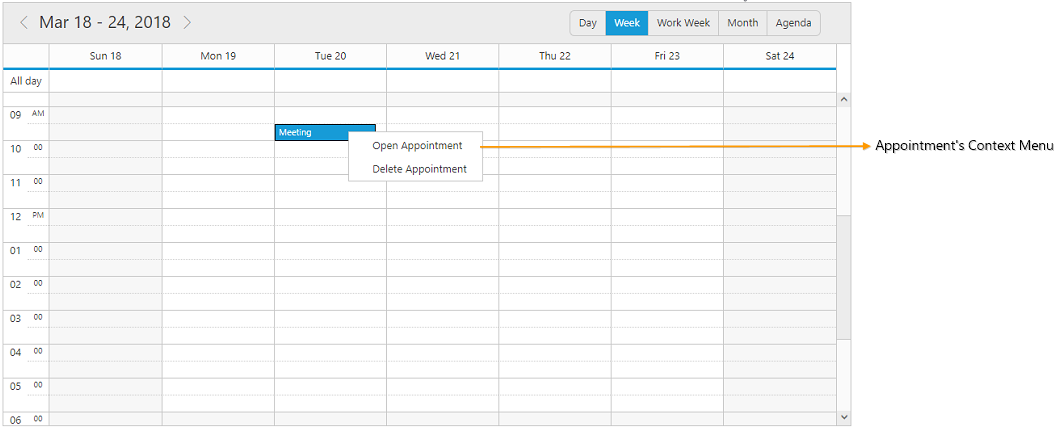 Mar 18 - 24, 2018 Day Week Work Week Month Agenda
Sun 18 Mon 19 Tue 20 Wed 21 Thu 22 Fri 23 Sat 24
All day
09 AM
Meeting
Open Appointment Appointment's Context Menu
10 00
Delete Appointment
11 00
12 PM
01 00
02 00
03 00
04 00
05 00
06 00